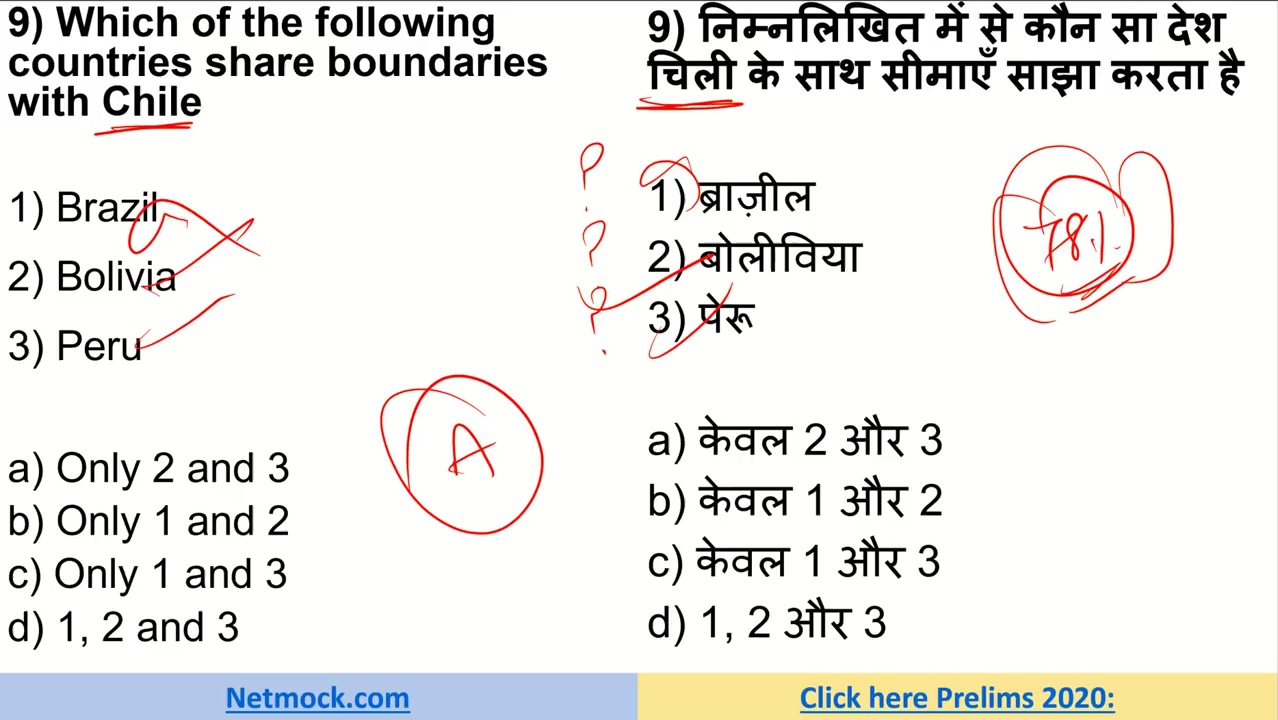 9) Which of the following
countries share boundaries
with Chile
1) Brazil
2) Bolivia
3) Peru
A
a) Only 2 and 3
b) Only 1 and 2
c) Only 1 and 3
d) 1, 2 and 3
9) निम्नलिखित में से कौन सा देश
चिली के साथ सीमाएँ साझा करता है
?
?
?
1) ब्राज़ील
2) बोलीविया
3) पेरू
78%
a) केवल 2 और 3
b) केवल 1 और 2
c) केवल 1 और 3
d) 1, 2 और 3
Netmock.com
Click here Prelims 2020: